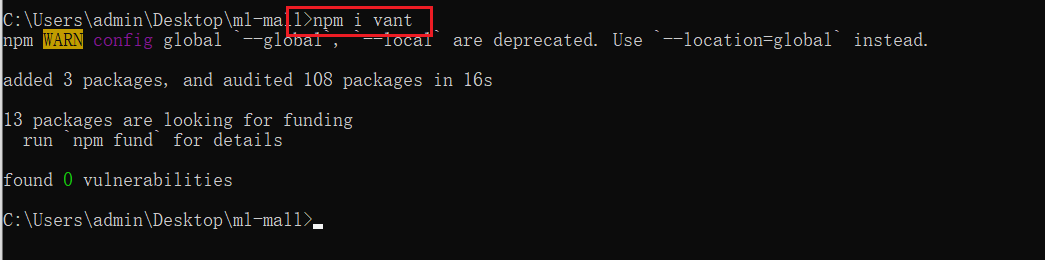 C:\Users\admin\Desktop\ml-mall>npm i vant
npm WARN config global `--global`, `--local` are deprecated. Use `--location=global` instead.
added 3 packages, and audited 108 packages in 16s
13 packages are looking for funding
run `npm fund` for details
found 0 vulnerabilities
C:\Users\admin\Desktop\ml-mall>